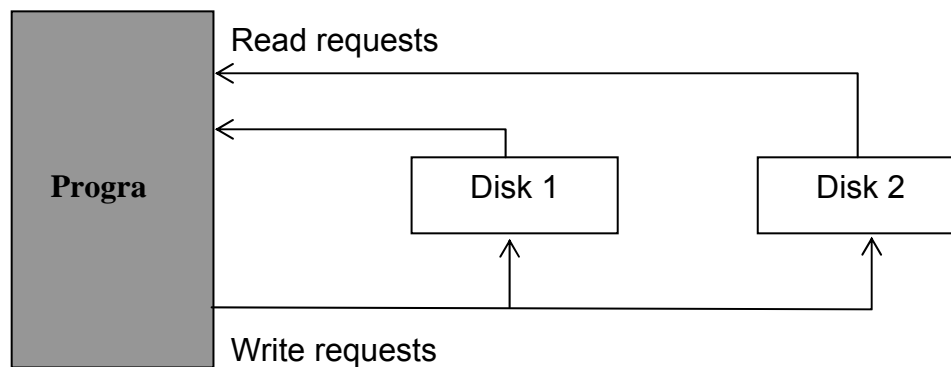 Read requests
Progra
Disk 1
Disk 2
Write requests